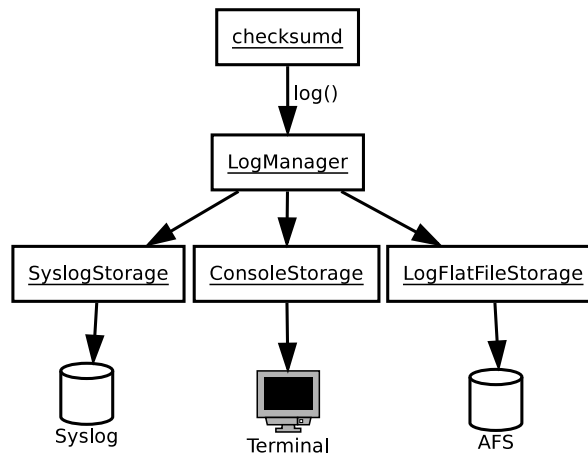 checksumd
log()
LogManager
SyslogStorage
ConsoleStorage
LogFlatFileStorage
Syslog
Terminal
AFS